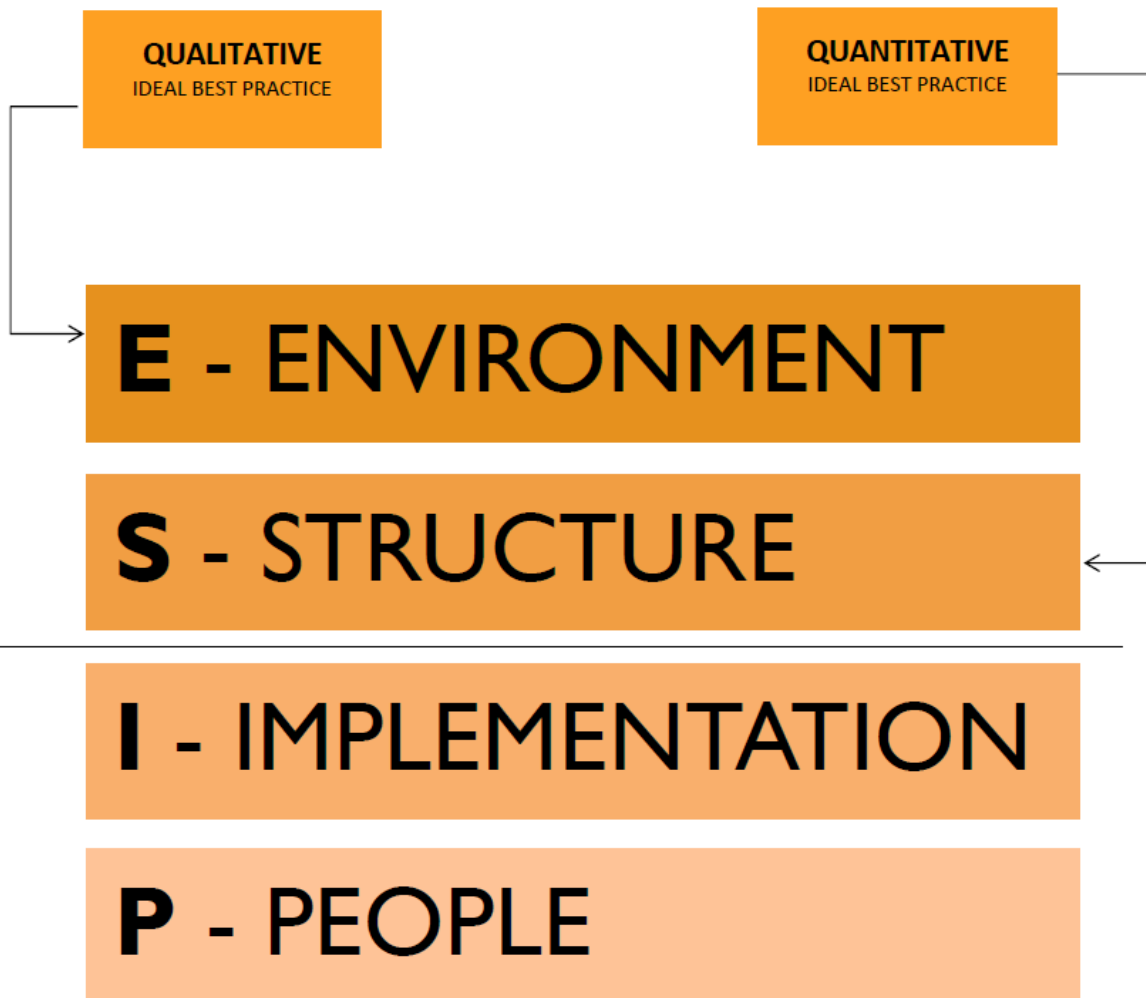 QUALITATIVE
IDEAL BEST PRACTICE
QUANTITATIVE
IDEAL BEST PRACTICE
E - ENVIRONMENT
S - STRUCTURE
I - IMPLEMENTATION
P - PEOPLE